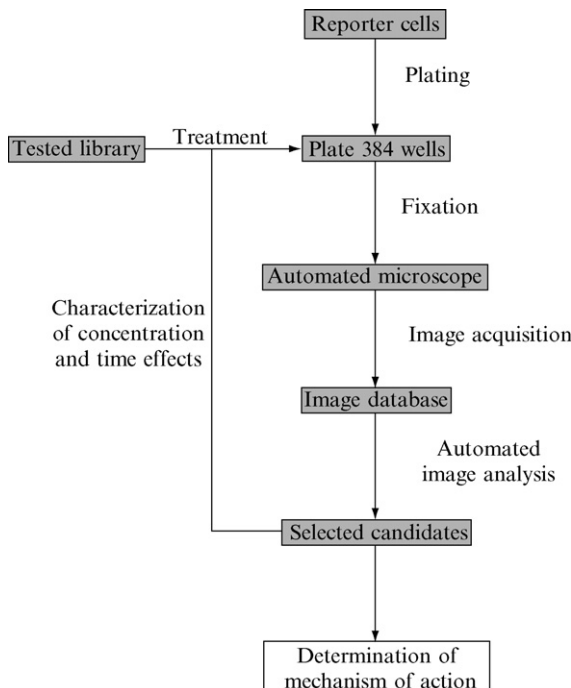 Reporter cells
Plating
Treatment
Tested library
Plate 384 wells
Fixation
Automated microscope
Characterization
of concentration
and time effects
Image acquisition
Image database
Automated
image analysis
Selected candidates
Determination of
mechanism of action